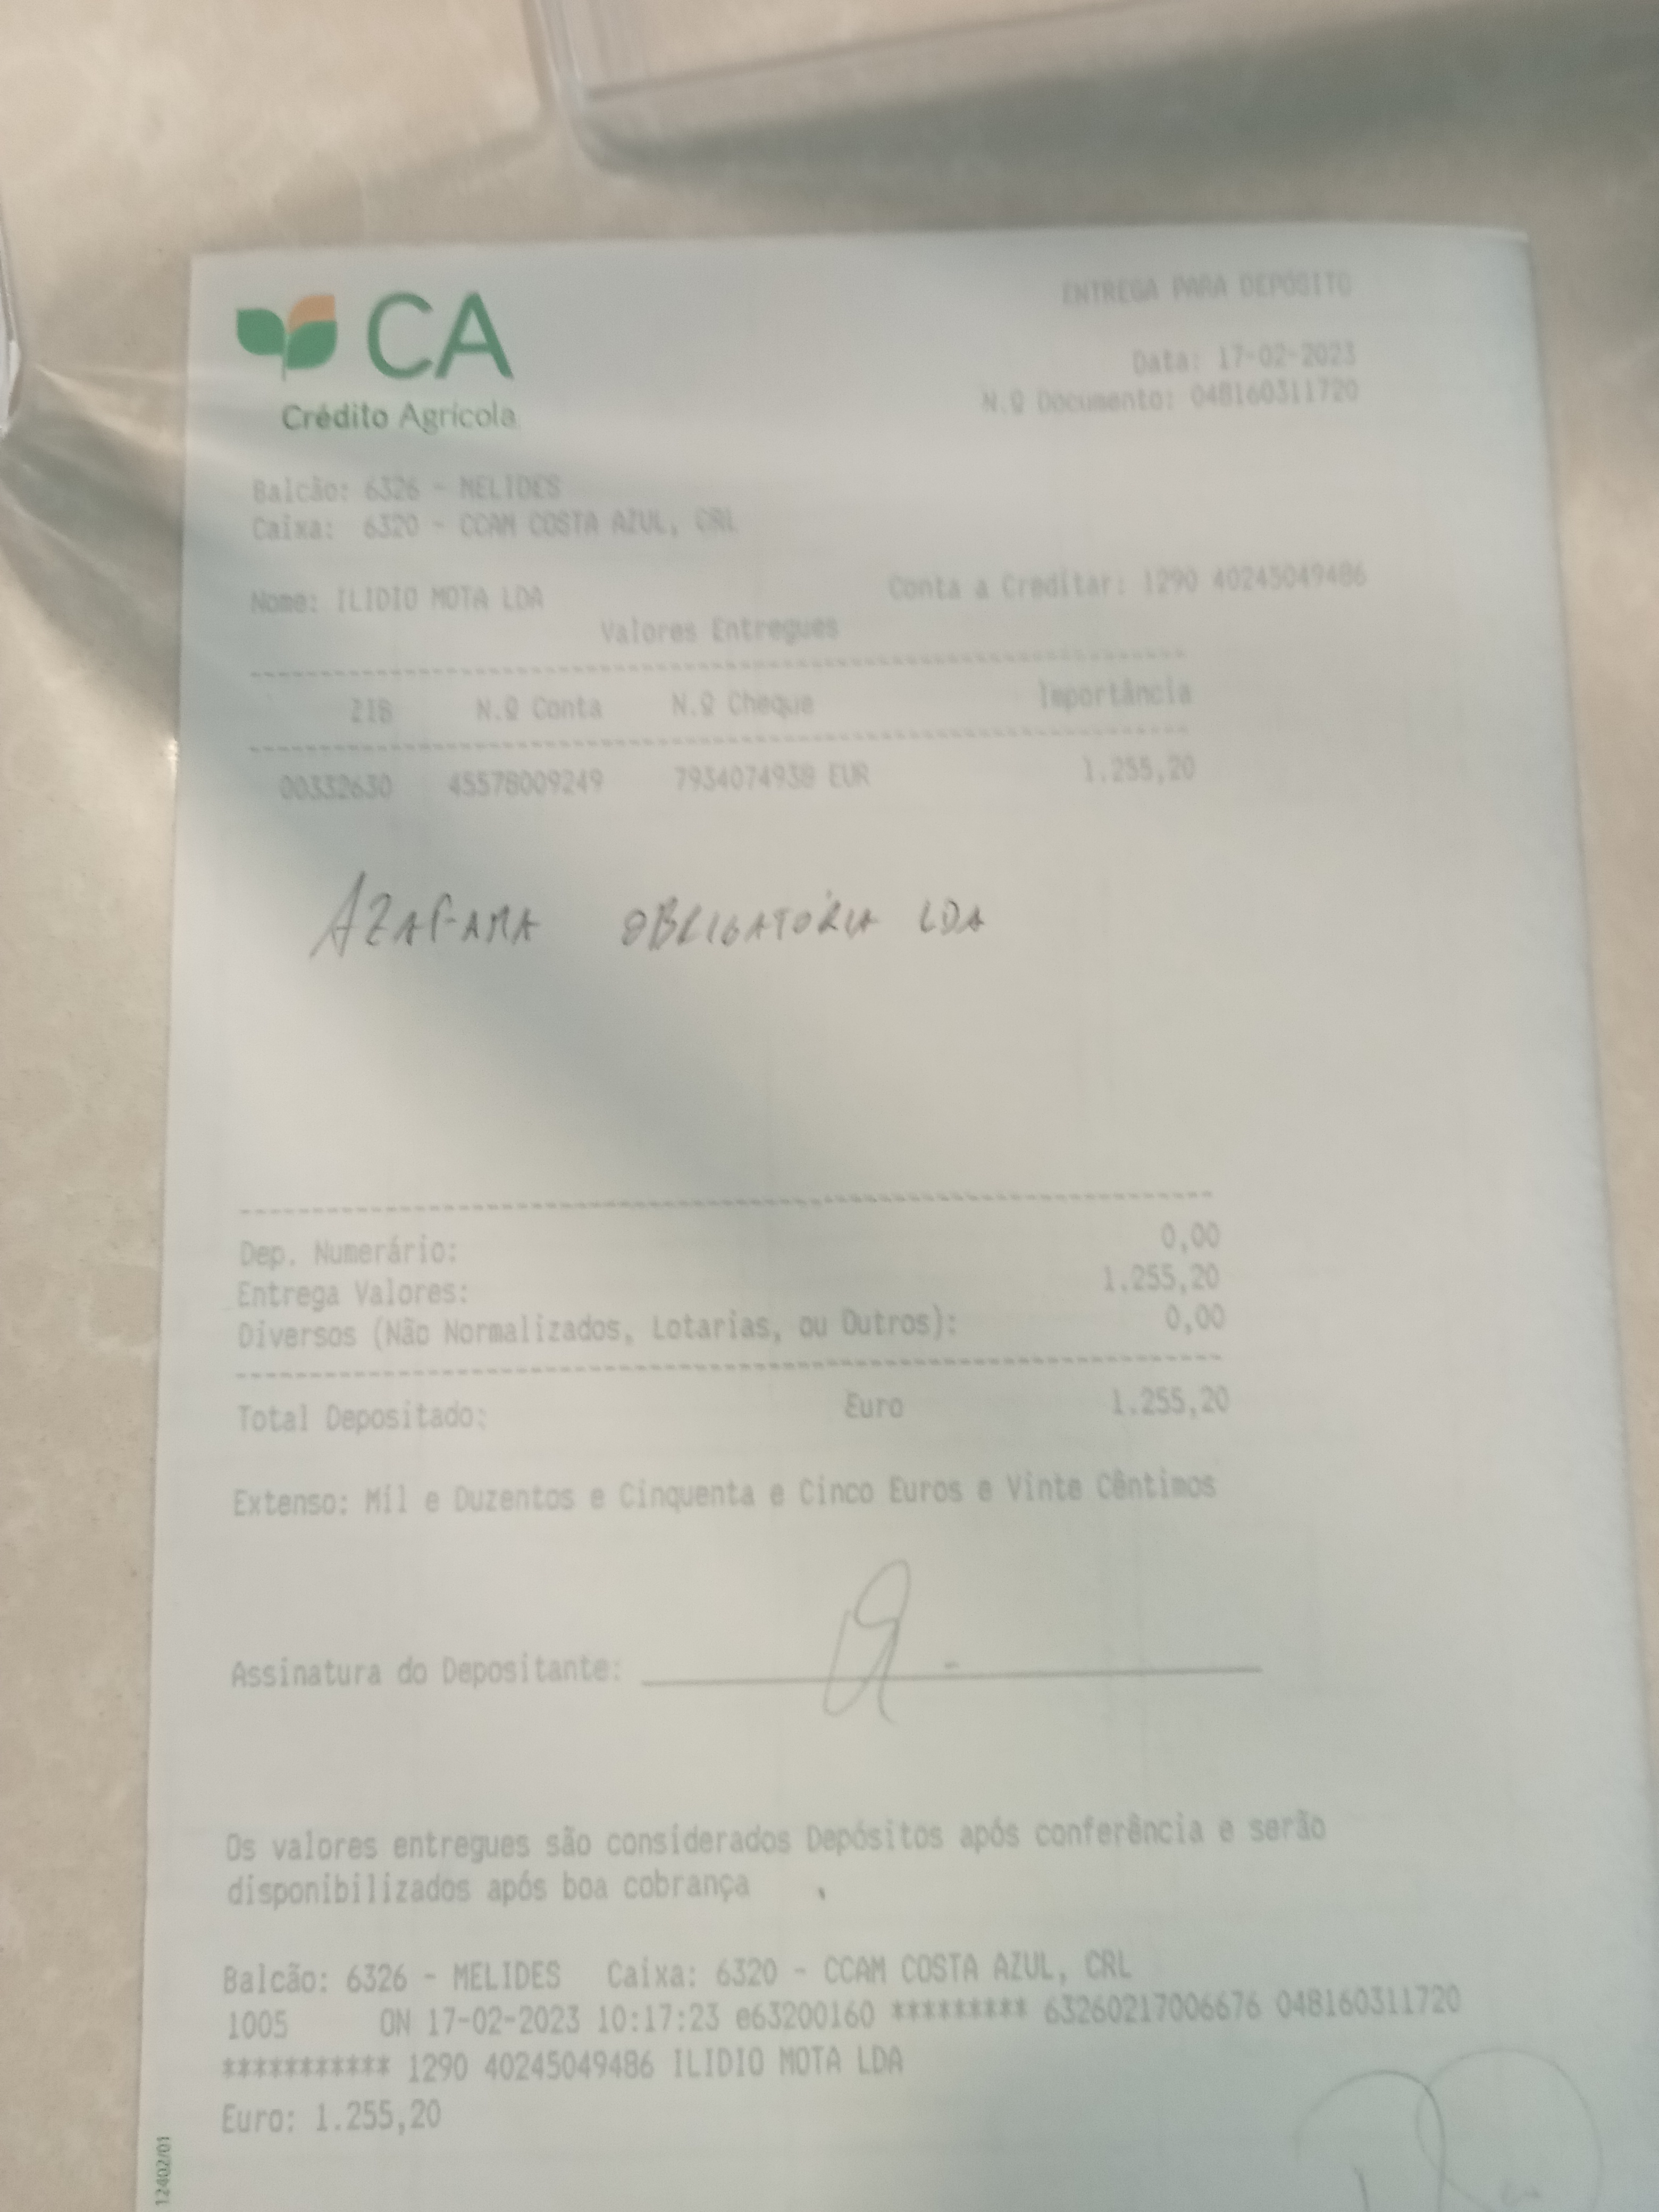 CA
Crédito Agrícola
ENTREGA PARA DEPÓSITO
Data: 17-02-2023
N.º Documento: 048160311720
Balcão: 6326 - MELIDES
Caixa: 6320 - CCAM COSTA AZUL, CRL
Nome: ILIDIO MOTA LDA Conta a Creditar: 1290 40245049486
Valores Entregues
ZIB N.º Conta N.º Cheque Importância
00332630 45578009249 7934074938 EUR 1.255,20
OBRIGATÓRIA LDA
Dep. Numerário: 0,00
Entrega Valores: 1.255,20
Diversos (Não Normalizados, Lotarias, ou Outros): 0,00
Total Depositado: Euro 1.255,20
Extenso: Mil e Duzentos e Cinquenta e Cinco Euros e Vinte Cêntimos
Assinatura do Depositante:
Os valores entregues são considerados Depósitos após conferência e serão
disponibilizados após boa cobrança
Balcão: 6326 - MELIDES Caixa: 6320 - CCAM COSTA AZUL, CRL
1005 ON 17-02-2023 10:17:23 e63200160 ********* 63260217006676 048160311720
*********** 1290 40245049486 ILIDIO MOTA LDA
Euro: 1.255,20
12402/01